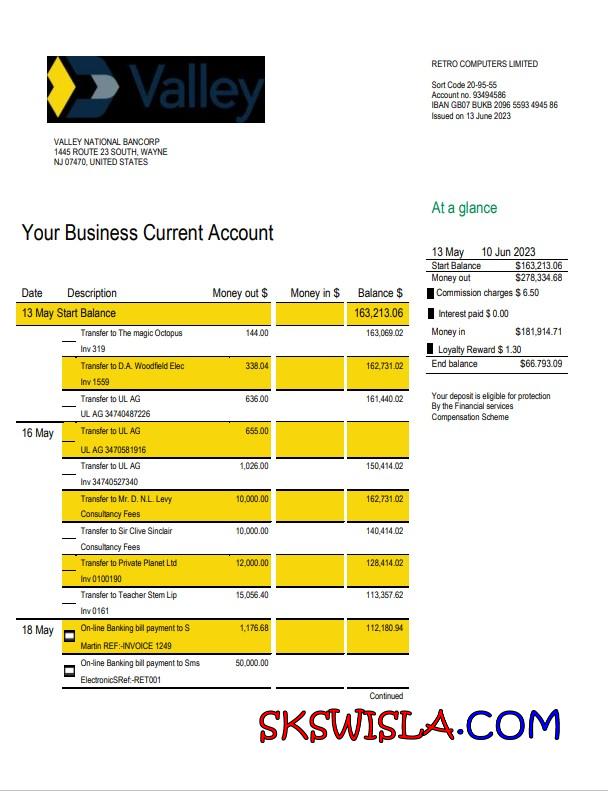 Valley
RETRO COMPUTERS LIMITED
Sort Code 20-95-55
Account no. 93494586
IBAN GB07 BUKB 2096 5593 4945 86
Issued on 13 June 2023
VALLEY NATIONAL BANCORP
1445 ROUTE 23 SOUTH, WAYNE
NJ 07470, UNITED STATES
At a glance
Your Business Current Account
13 May 10 Jun 2023
Start Balance $163,213.06
Money out $278,334.68
Commission charges $ 6.50
Interest paid $ 0.00
Money in $181,914.71
Loyalty Reward $ 1.30
End balance $66.793.09
Your deposit is eligible for protection
By the Financial services
Compensation Scheme
Date Description Money out $ Money in $ Balance $
13 May Start Balance 163,213.06
Transfer to The magic Octopus 144.00 163,069.02
Inv 319
Transfer to D.A. Woodfield Elec 338.04 162,731.02
Inv 1559
Transfer to UL AG 636.00 161,440.02
UL AG 34740487226
16 May Transfer to UL AG 655.00
UL AG 3470581916
Transfer to UL AG 1,026.00 150,414.02
Inv 34740527340
Transfer to Mr. D. N.L. Levy 10,000.00 162,731.02
Consultancy Fees
Transfer to Sir Clive Sinclair 10,000.00 140,414.02
Consultancy Fees
Transfer to Private Planet Ltd 12,000.00 128,414.02
Inv 0100190
Transfer to Teacher Stem Lip 15,056.40 113,357.62
Inv 0161
18 May On-line Banking bill payment to S 1,176.68 112,180.94
Martin REF:-INVOICE 1249
On-line Banking bill payment to Sms 50,000.00
ElectronicSRef:-RET001
Continued
SKSWISLA.COM